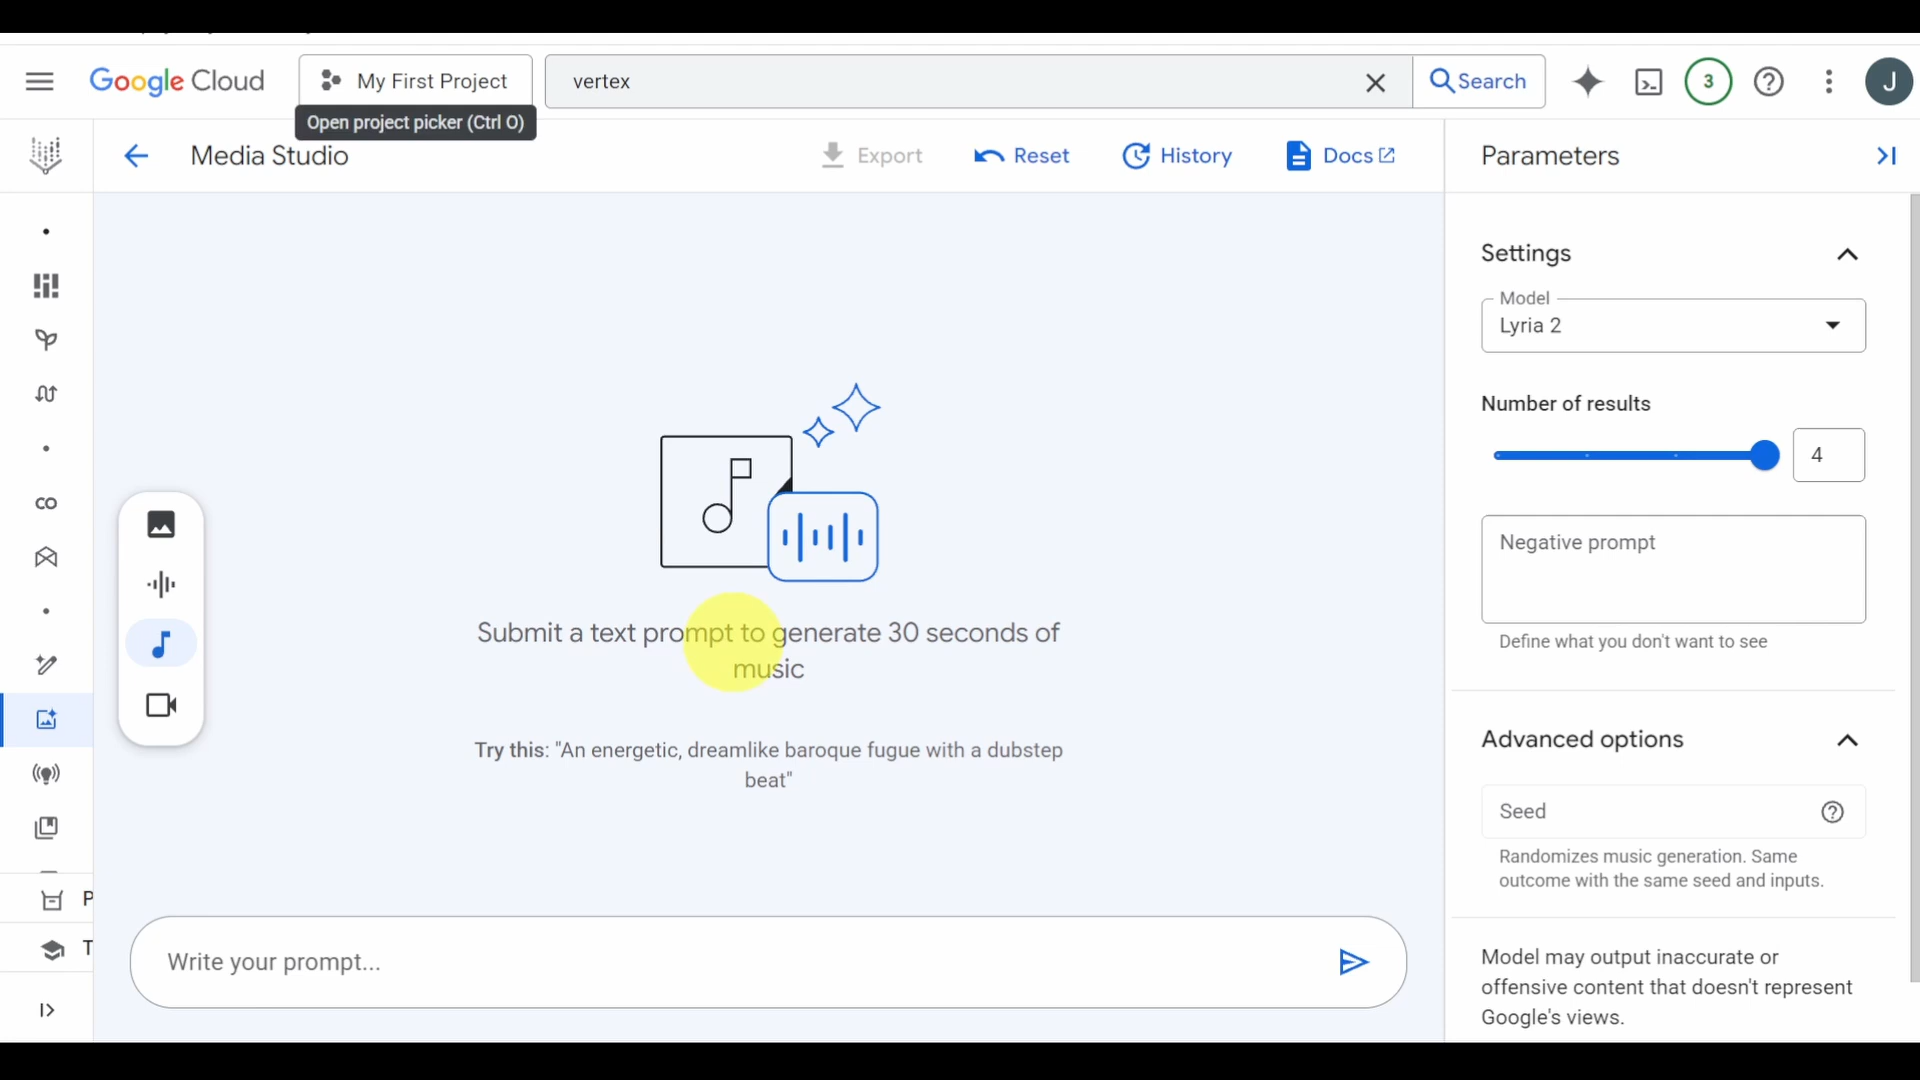 Google Cloud
My First Project
vertex
Search
3
J
Open project picker (Ctrl O)
Media Studio
Export
Reset
History
Docs
Parameters
Settings
Model
Lyria 2
Number of results
4
Negative prompt
Define what you don't want to see
Submit a text prompt to generate 30 seconds of
music
Try this: "An energetic, dreamlike baroque fugue with a dubstep
beat"
Advanced options
Seed
Randomizes music generation. Same
outcome with the same seed and inputs.
P
T
Write your prompt...
Model may output inaccurate or
offensive content that doesn't represent
Google's views.